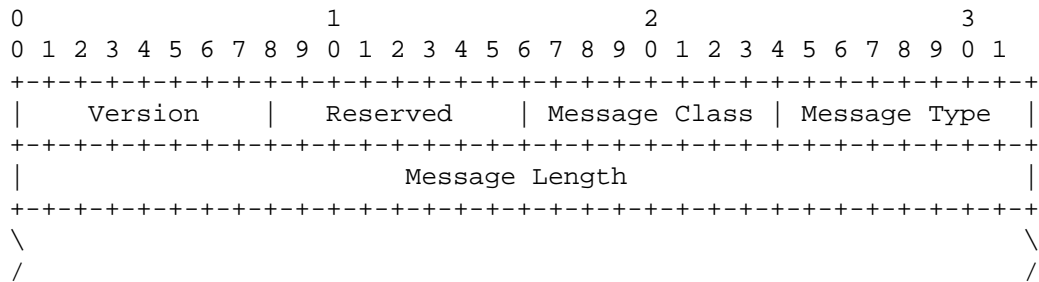 0                   1                   2                   3
0 1 2 3 4 5 6 7 8 9 0 1 2 3 4 5 6 7 8 9 0 1 2 3 4 5 6 7 8 9 0 1
+-+-+-+-+-+-+-+-+-+-+-+-+-+-+-+-+-+-+-+-+-+-+-+-+-+-+-+-+-+-+-+-+
|    Version    |   Reserved    | Message Class | Message Type  |
+-+-+-+-+-+-+-+-+-+-+-+-+-+-+-+-+-+-+-+-+-+-+-+-+-+-+-+-+-+-+-+-+
|                        Message Length                         |
+-+-+-+-+-+-+-+-+-+-+-+-+-+-+-+-+-+-+-+-+-+-+-+-+-+-+-+-+-+-+-+-+
\                                                               \
/                                                               /